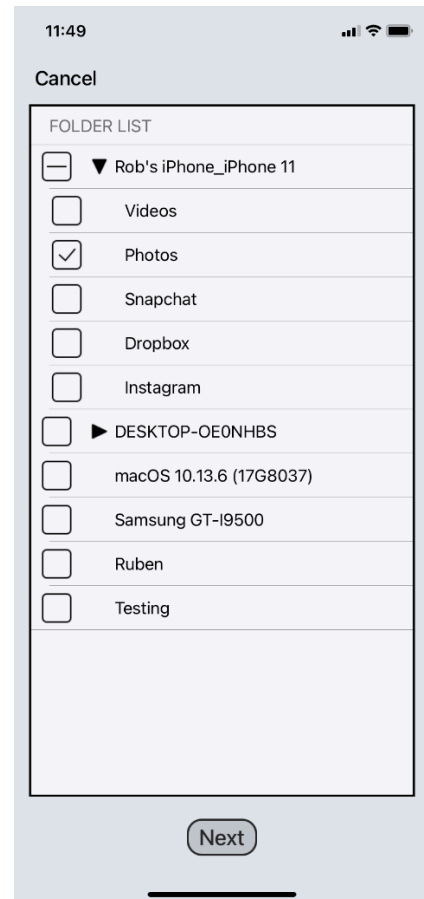 11:49
Cancel
FOLDER LIST
Rob's iPhone_iPhone 11
Videos
Photos
Snapchat
Dropbox
Instagram
DESKTOP-OE0NHBS
macOS 10.13.6 (17G8037)
Samsung GT-I9500
Ruben
Testing
Next